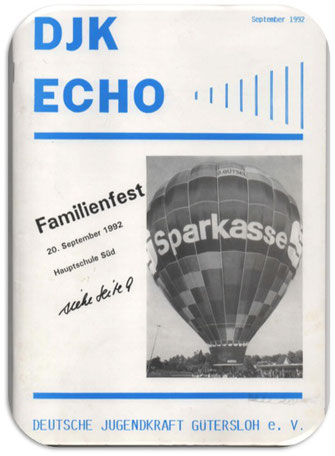 September 1992
DJK
ECHO
Familienfest
20. September 1992
Hauptschule Süd
siehe Seite 9
Sparkasse
DEUTSCHE JUGENDKRAFT GÜTERSLOH e. V.